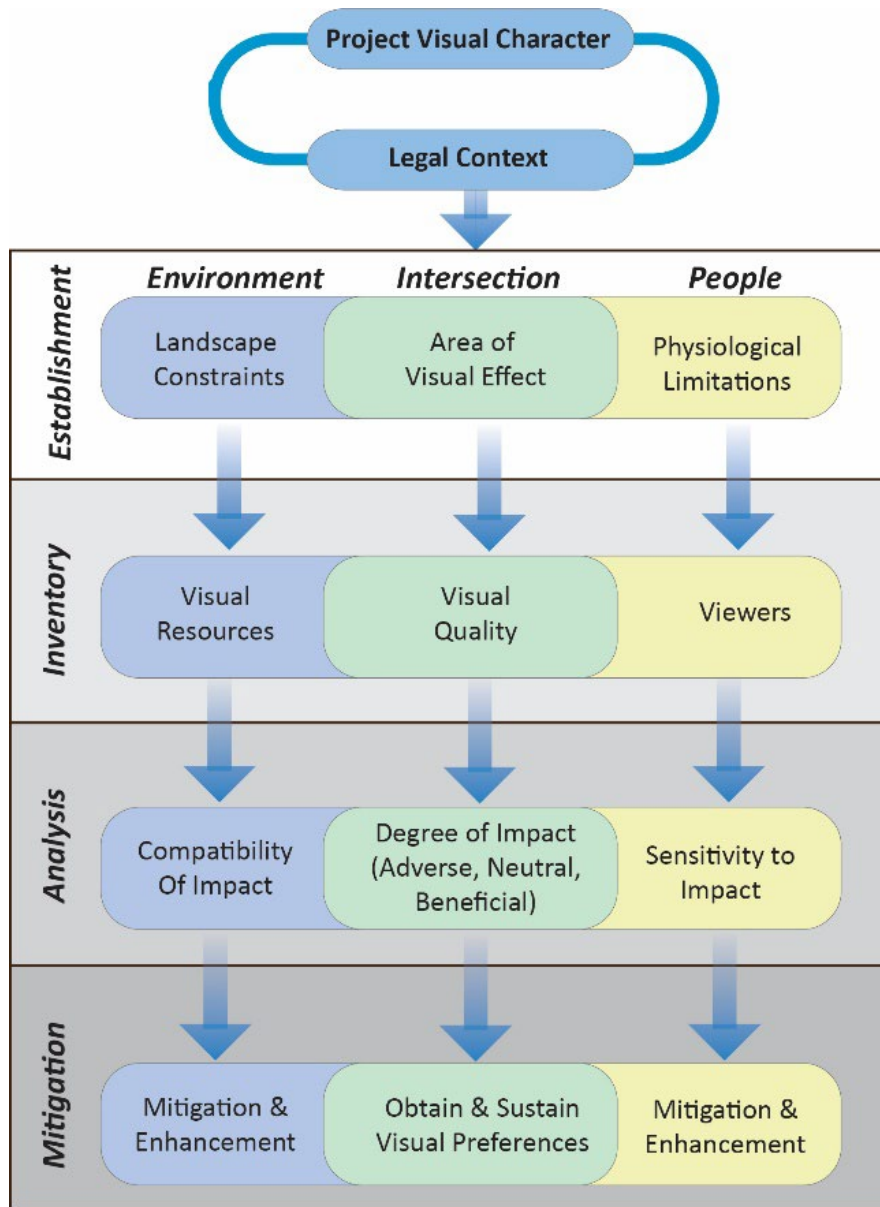 Project Visual Character
Legal Context
Environment
Intersection
People
Establishment
Landscape
Constraints
Area of
Visual Effect
Physiological
Limitations
Inventory
Visual
Resources
Visual
Quality
Viewers
Analysis
Compatibility
Of Impact
Degree of Impact
(Adverse, Neutral,
Beneficial)
Sensitivity to
Impact
Mitigation
Mitigation &
Enhancement
Obtain & Sustain
Visual Preferences
Mitigation &
Enhancement